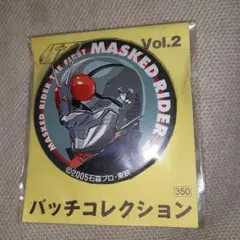 Vol.2
MASKED RIDER THE FIRST
MASKED RIDER
©2005石森プロ・東映
350
バッチコレクション